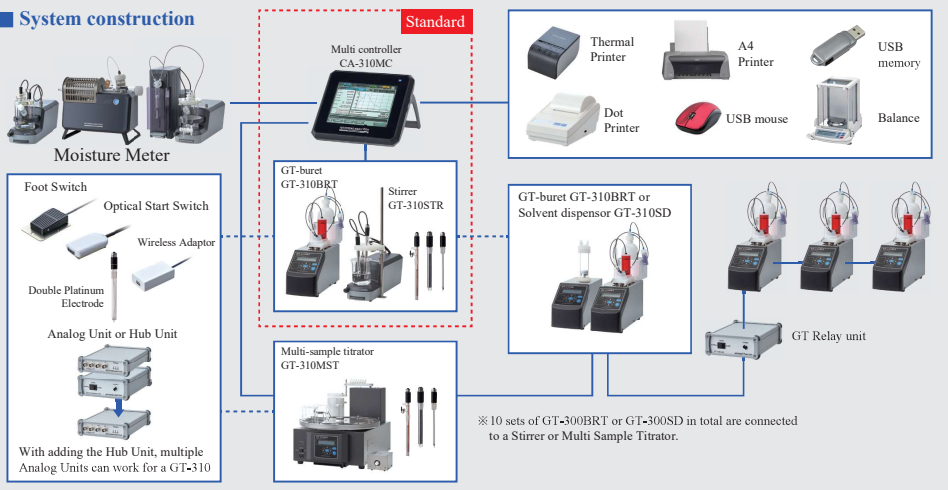 System construction
Standard
Multi controller
CA-310MC
Thermal
Printer
A4
Printer
USB
memory
Dot
Printer
USB mouse
Balance
Moisture Meter
Foot Switch
Optical Start Switch
Wireless Adaptor
Double Platinum
Electrode
Analog Unit or Hub Unit
With adding the Hub Unit, multiple
Analog Units can work for a GT-310
GT-buret
GT-310BRT
Stirrer
GT-310STR
Multi-sample titrator
GT-310MST
GT-buret GT-310BRT or
Solvent dispensor GT-310SD
GT Relay unit
※10 sets of GT-300BRT or GT-300SD in total are connected
to a Stirrer or Multi Sample Titrator.